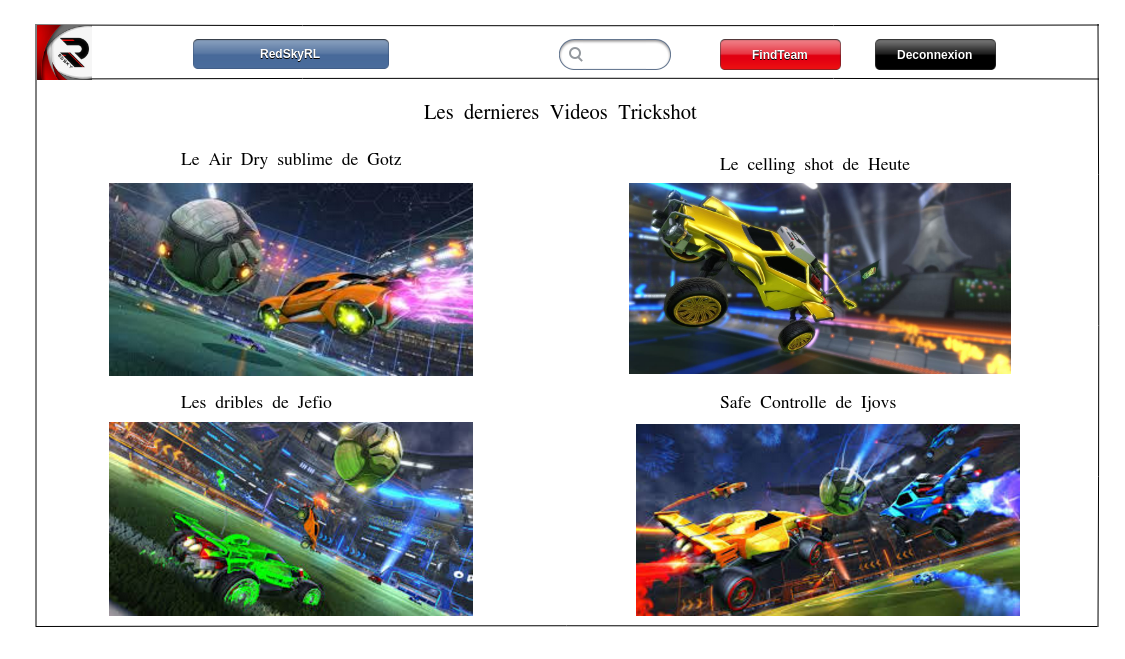 RedSkyRL
FindTeam
Deconnexion
Les dernieres Videos Trickshot
Le Air Dry sublime de Gotz
Le celling shot de Heute
Les dribles de Jefio
Safe Controlle de Ijovs